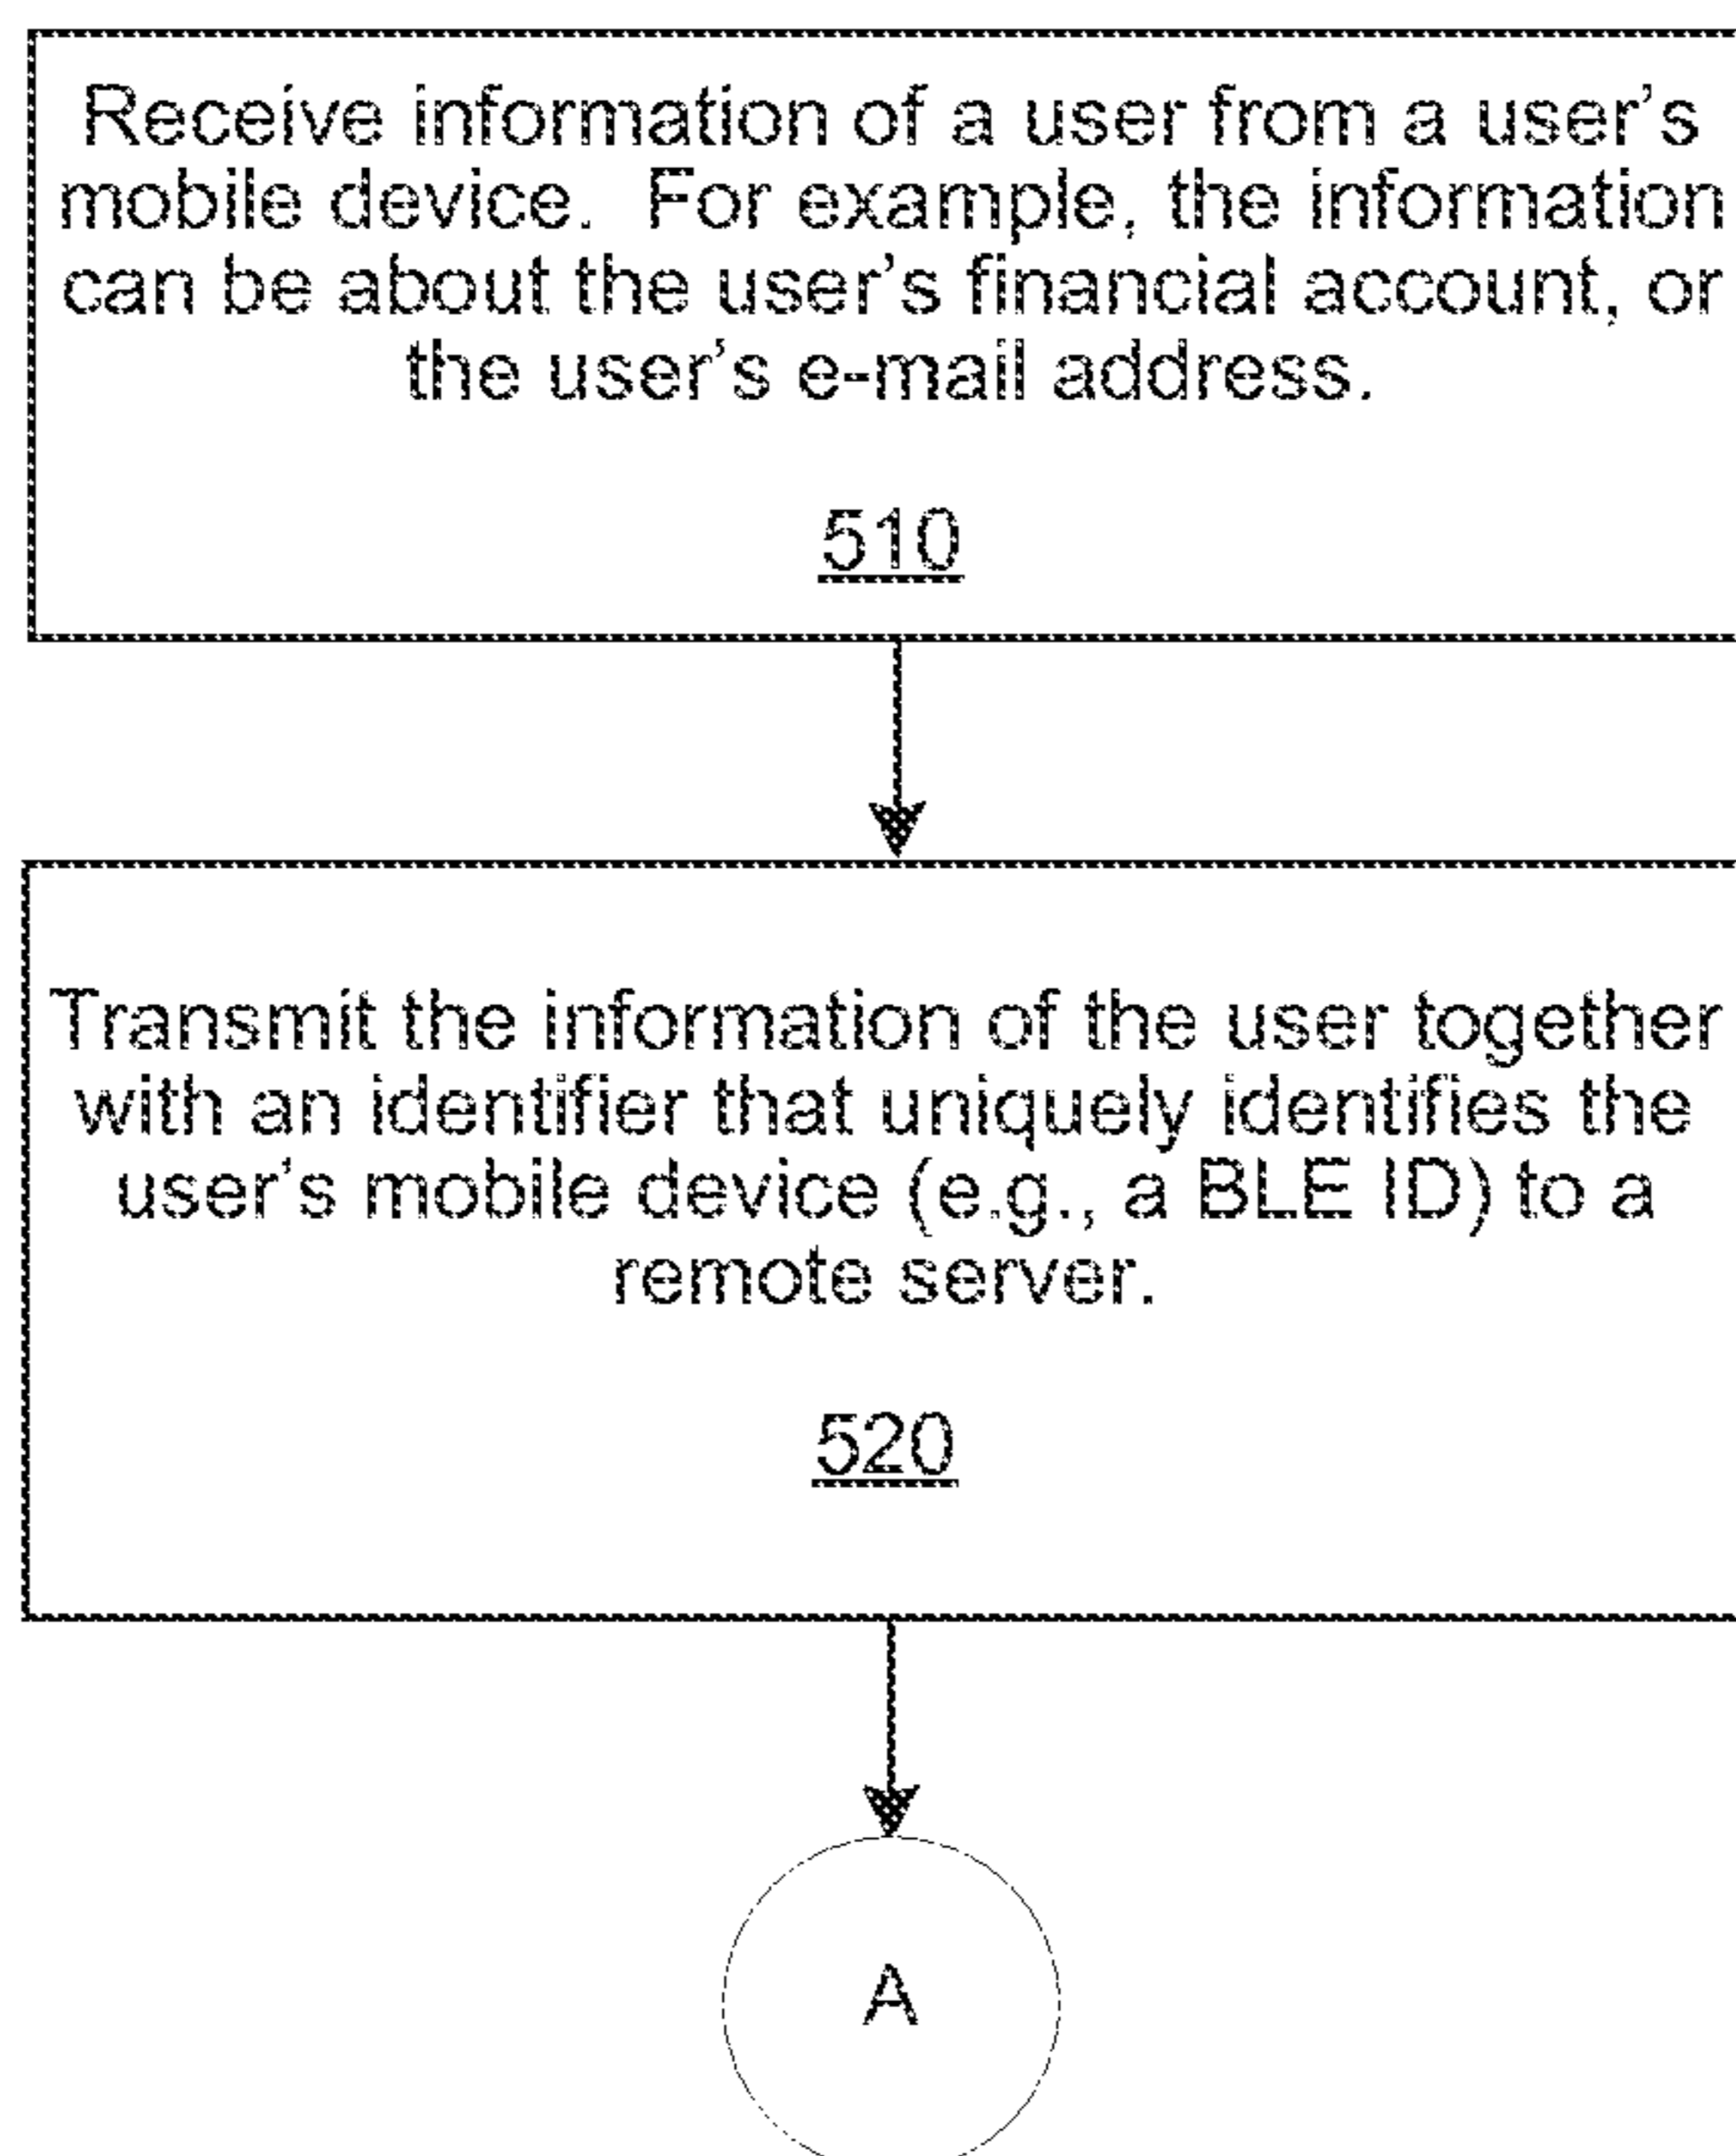 Receive information of a user from a user's
mobile device.  For example, the information
can be about the user's financial account, or
the user's e-mail address.
510
Transmit the information of the user together
with an identifier that uniquely identifies the
user's mobile device (e.g., a BLE ID) to a
remote server.
520
A